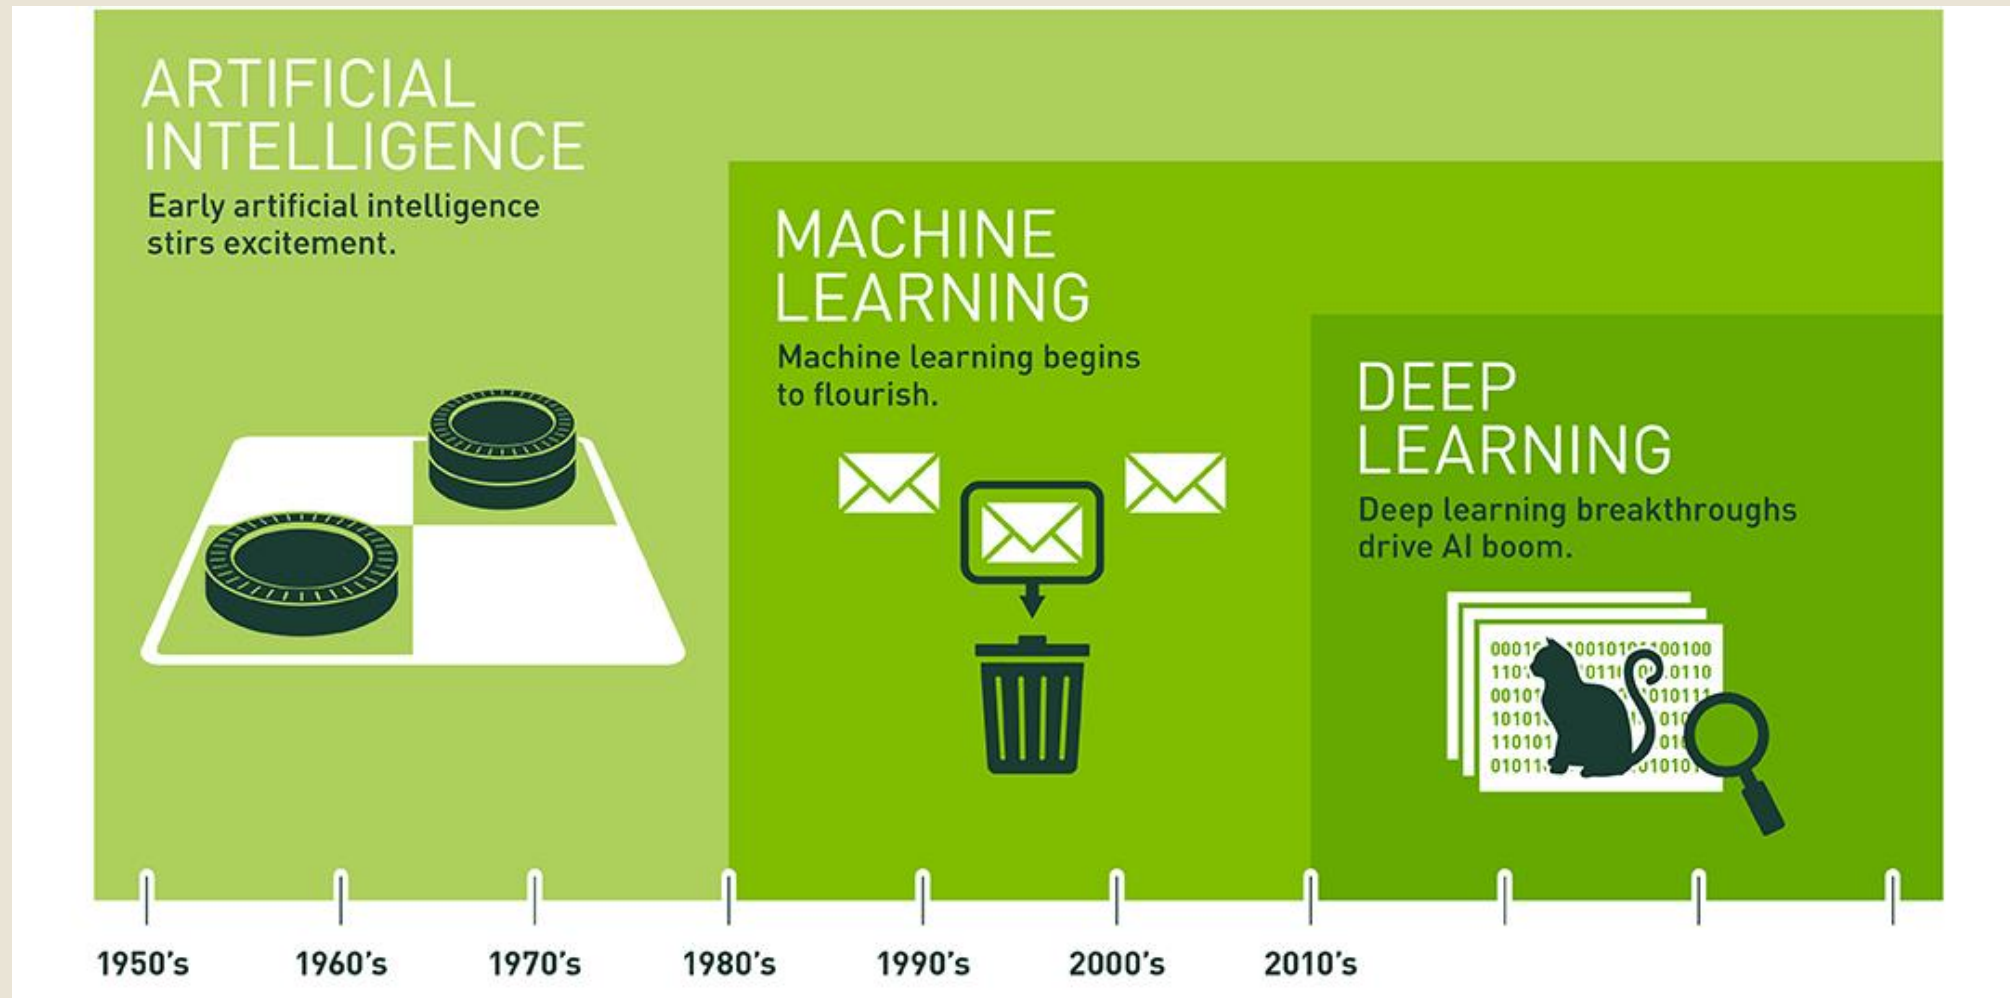 ARTIFICIAL
INTELLIGENCE
Early artificial intelligence
stirs excitement.
MACHINE
LEARNING
Machine learning begins
to flourish.
DEEP
LEARNING
Deep learning breakthroughs
drive AI boom.
1950's
1960's
1970's
1980's
1990's
2000's
2010's